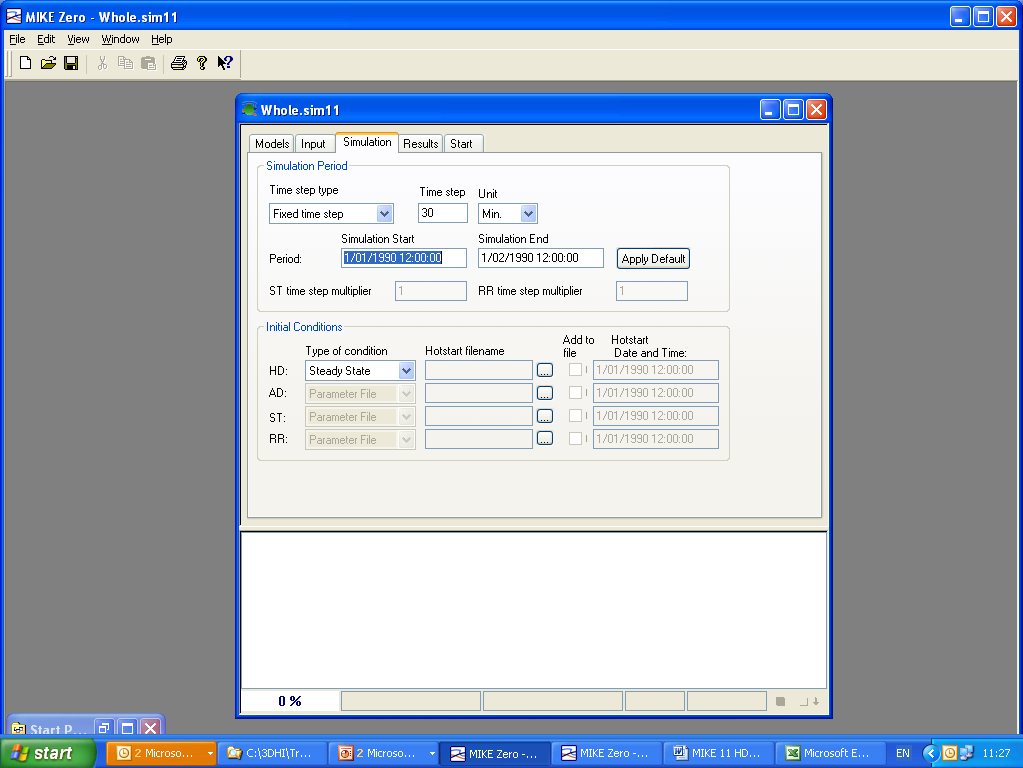 MIKE Zero - Whole.sim11
File Edit View Window Help
Whole.sim11
Models Input Simulation Results Start
Simulation Period
Time step type Time step Unit
Fixed time step 30 Min.
Simulation Start Simulation End
Period: 1/01/1990 12:00:00 1/02/1990 12:00:00 Apply Default
ST time step multiplier 1 RR time step multiplier 1
Initial Conditions
Type of condition Hotstart filename Add to file Hotstart Date and Time:
HD: Steady State ... 1/01/1990 12:00:00
AD: Parameter File ... 1/01/1990 12:00:00
ST: Parameter File ... 1/01/1990 12:00:00
RR: Parameter File ... 1/01/1990 12:00:00
0 %
Start P...
start 2 Microso... C:\3DHI\Tr... 2 Microso... MIKE Zero -... MIKE Zero -... MIKE 11 HD... Microsoft E... EN 11:27